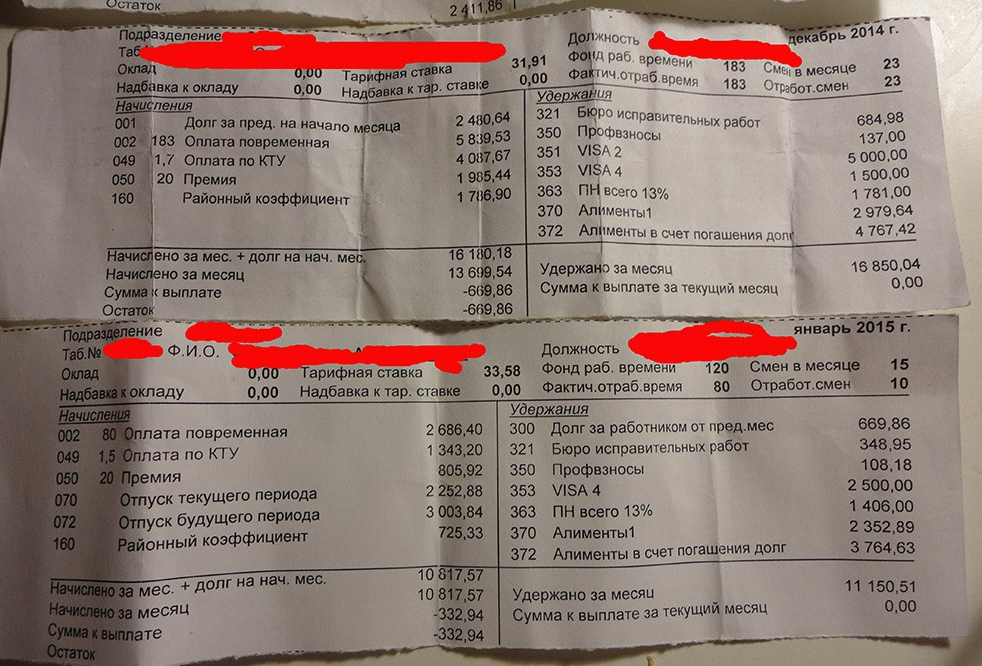 Остаток 2 411,86
Подразделение Должность декабрь 2014 г.
Таб.
Оклад 0,00 Тарифная ставка 31,91 Фонд раб. времени 183 Смен в месяце 23
Надбавка к окладу 0,00 Надбавка к тар. ставке 0,00 Фактич.отраб.время 183 Отработ.смен 23
Начисления Удержания
001 Долг за пред. на начало месяца 2 480,64 321 Бюро исправительных работ 684,98
002 183 Оплата повременная 5 839,53 350 Профвзносы 137,00
049 1,7 Оплата по КТУ 4 087,67 351 VISA 2 5 000,00
050 20 Премия 1 985,44 353 VISA 4 1 500,00
160 Районный коэффициент 1 786,90 363 ПН всего 13% 1 781,00
370 Алименты1 2 979,64
372 Алименты в счет погашения долг 4 767,42
Начислено за мес. + долг на нач. мес. 16 180,18 Удержано за месяц 16 850,04
Начислено за месяц 13 699,54 Сумма к выплате за текущий месяц 0,00
Сумма к выплате -669,86
Остаток -669,86
Подразделение январь 2015 г.
Таб.№ Ф.И.О. Должность
Оклад 0,00 Тарифная ставка 33,58 Фонд раб. времени 120 Смен в месяце 15
Надбавка к окладу 0,00 Надбавка к тар. ставке 0,00 Фактич.отраб.время 80 Отработ.смен 10
Начисления Удержания
002 80 Оплата повременная 2 686,40 300 Долг за работником от пред.мес 669,86
049 1,5 Оплата по КТУ 1 343,20 321 Бюро исправительных работ 348,95
050 20 Премия 805,92 350 Профвзносы 108,18
070 Отпуск текущего периода 2 252,88 353 VISA 4 2 500,00
072 Отпуск будущего периода 3 003,84 363 ПН всего 13% 1 406,00
160 Районный коэффициент 725,33 370 Алименты1 2 352,89
372 Алименты в счет погашения долг 3 764,63
Начислено за мес. + долг на нач. мес. 10 817,57 Удержано за месяц 11 150,51
Начислено за месяц 10 817,57 Сумма к выплате за текущий месяц 0,00
Сумма к выплате -332,94
Остаток -332,94